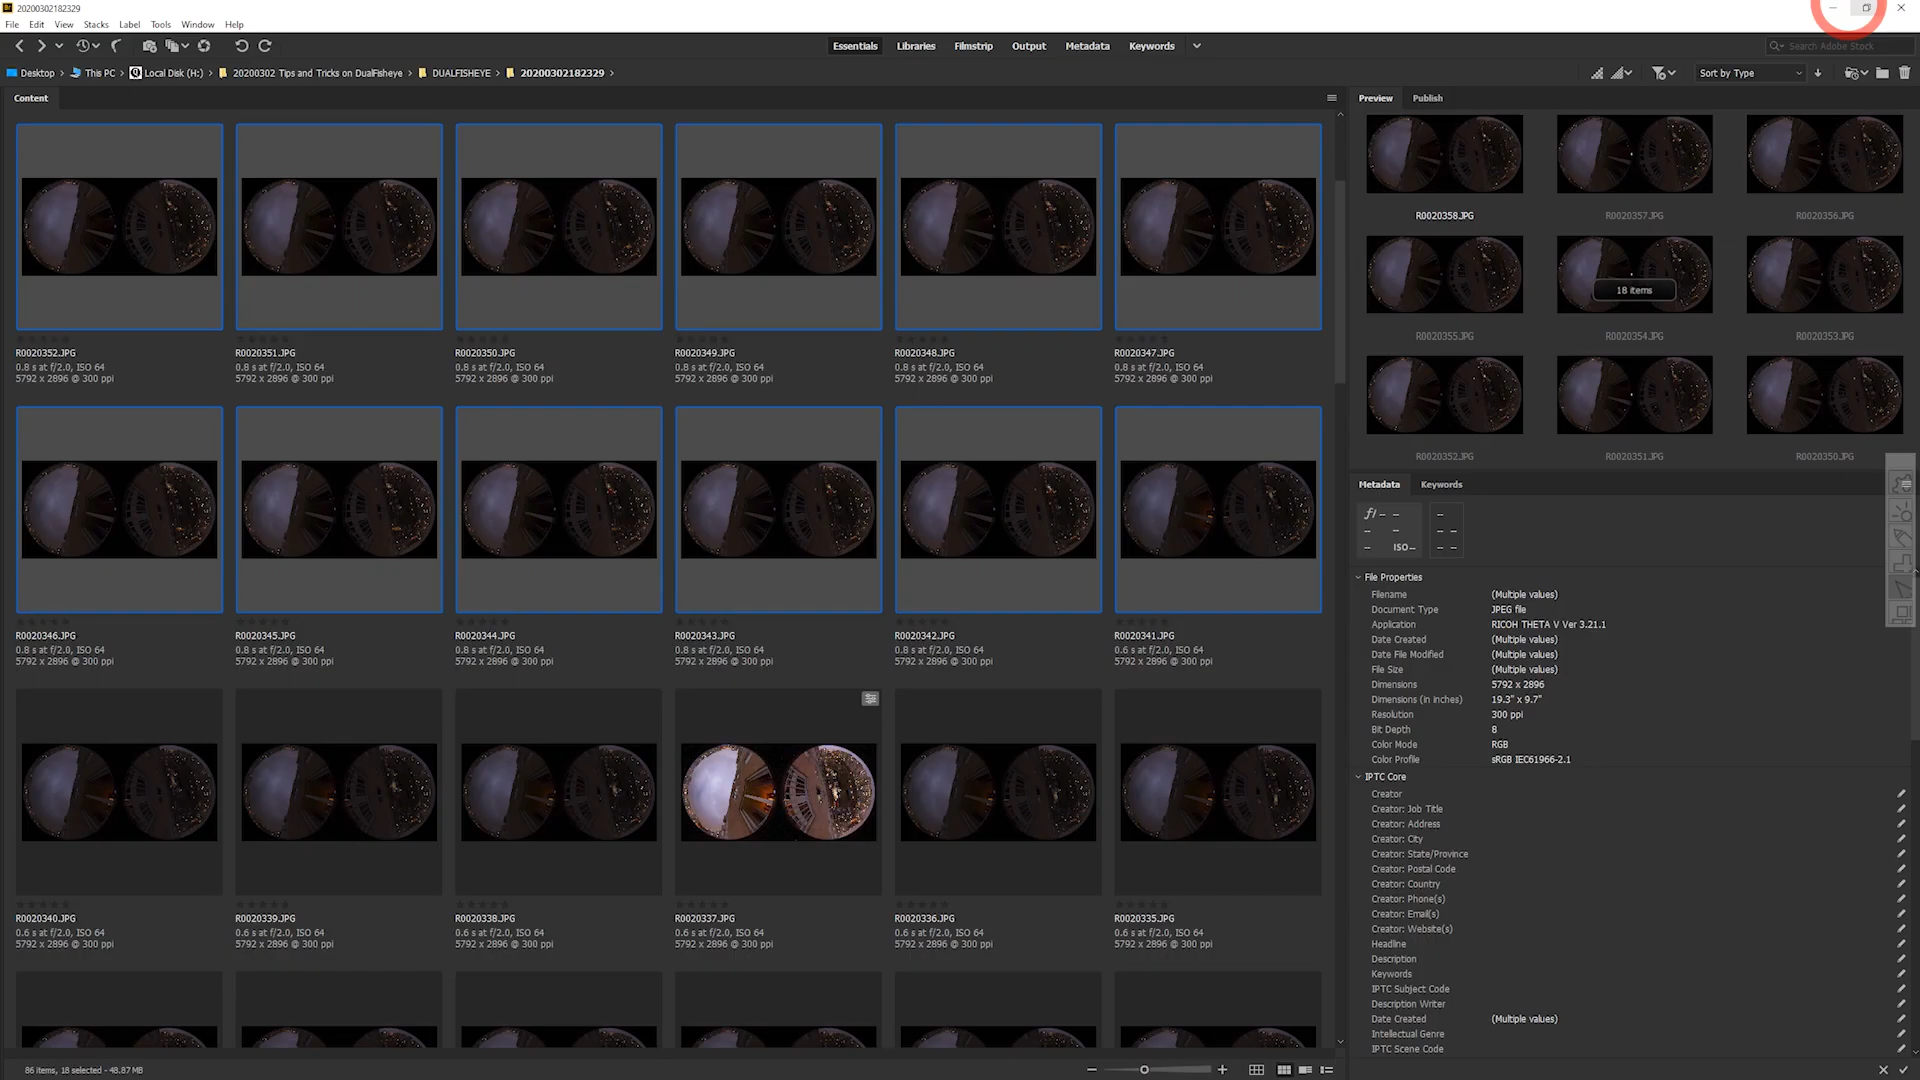 Br 20200302182329
File Edit View Stacks Label Tools Window Help
Essentials Libraries Filmstrip Output Metadata Keywords
Search Adobe Stock
Desktop This PC Local Disk (H:) 20200302 Tips and Tricks on DualFisheye DUALFISHEYE 20200302182329
Sort by Type
Content
Preview Publish
R0020352.JPG R0020351.JPG R0020350.JPG R0020349.JPG R0020348.JPG R0020347.JPG
0.8 s at f/2.0, ISO 64 0.8 s at f/2.0, ISO 64 0.8 s at f/2.0, ISO 64 0.8 s at f/2.0, ISO 64 0.8 s at f/2.0, ISO 64 0.8 s at f/2.0, ISO 64
5792 x 2896 @ 300 ppi 5792 x 2896 @ 300 ppi 5792 x 2896 @ 300 ppi 5792 x 2896 @ 300 ppi 5792 x 2896 @ 300 ppi 5792 x 2896 @ 300 ppi
R0020346.JPG R0020345.JPG R0020344.JPG R0020343.JPG R0020342.JPG R0020341.JPG
0.8 s at f/2.0, ISO 64 0.8 s at f/2.0, ISO 64 0.8 s at f/2.0, ISO 64 0.8 s at f/2.0, ISO 64 0.8 s at f/2.0, ISO 64 0.6 s at f/2.0, ISO 64
5792 x 2896 @ 300 ppi 5792 x 2896 @ 300 ppi 5792 x 2896 @ 300 ppi 5792 x 2896 @ 300 ppi 5792 x 2896 @ 300 ppi 5792 x 2896 @ 300 ppi
R0020340.JPG R0020339.JPG R0020338.JPG R0020337.JPG R0020336.JPG R0020335.JPG
0.6 s at f/2.0, ISO 64 0.6 s at f/2.0, ISO 64 0.6 s at f/2.0, ISO 64 0.6 s at f/2.0, ISO 64 0.6 s at f/2.0, ISO 64 0.6 s at f/2.0, ISO 64
5792 x 2896 @ 300 ppi 5792 x 2896 @ 300 ppi 5792 x 2896 @ 300 ppi 5792 x 2896 @ 300 ppi 5792 x 2896 @ 300 ppi 5792 x 2896 @ 300 ppi
86 items, 18 selected - 48.87 MB
R0020358.JPG R0020357.JPG R0020356.JPG
18 items
R0020355.JPG R0020354.JPG R0020353.JPG
R0020352.JPG R0020351.JPG R0020350.JPG
Metadata Keywords
f/ -- -- --
-- -- -- --
-- ISO-- -- --
File Properties
Filename (Multiple values)
Document Type JPEG file
Application RICOH THETA V Ver 3.21.1
Date Created (Multiple values)
Date File Modified (Multiple values)
File Size (Multiple values)
Dimensions 5792 x 2896
Dimensions (in inches) 19.3" x 9.7"
Resolution 300 ppi
Bit Depth 8
Color Mode RGB
Color Profile sRGB IEC61966-2.1
IPTC Core
Creator
Creator: Job Title
Creator: Address
Creator: City
Creator: State/Province
Creator: Postal Code
Creator: Country
Creator: Phone(s)
Creator: Email(s)
Creator: Website(s)
Headline
Description
Keywords
IPTC Subject Code
Description Writer
Date Created (Multiple values)
Intellectual Genre
IPTC Scene Code